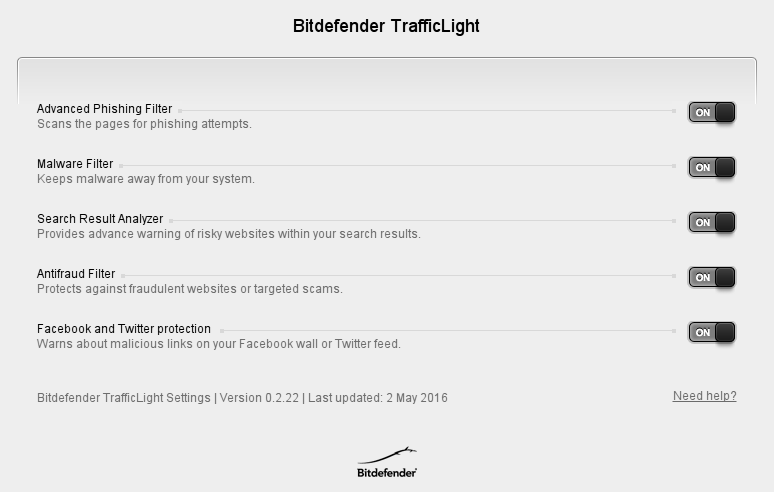 Bitdefender TrafficLight
Advanced Phishing Filter
ON
Scans the pages for phishing attempts.
Malware Filter
ON
Keeps malware away from your system.
Search Result Analyzer
ON
Provides advance warning of risky websites within your search results.
Antifraud Filter
ON
Protects against fraudulent websites or targeted scams.
Facebook and Twitter protection
ON
Warns about malicious links on your Facebook wall or Twitter feed.
Bitdefender TrafficLight Settings | Version 0.2.22 | Last updated: 2 May 2016
Need help?
Bitdefender